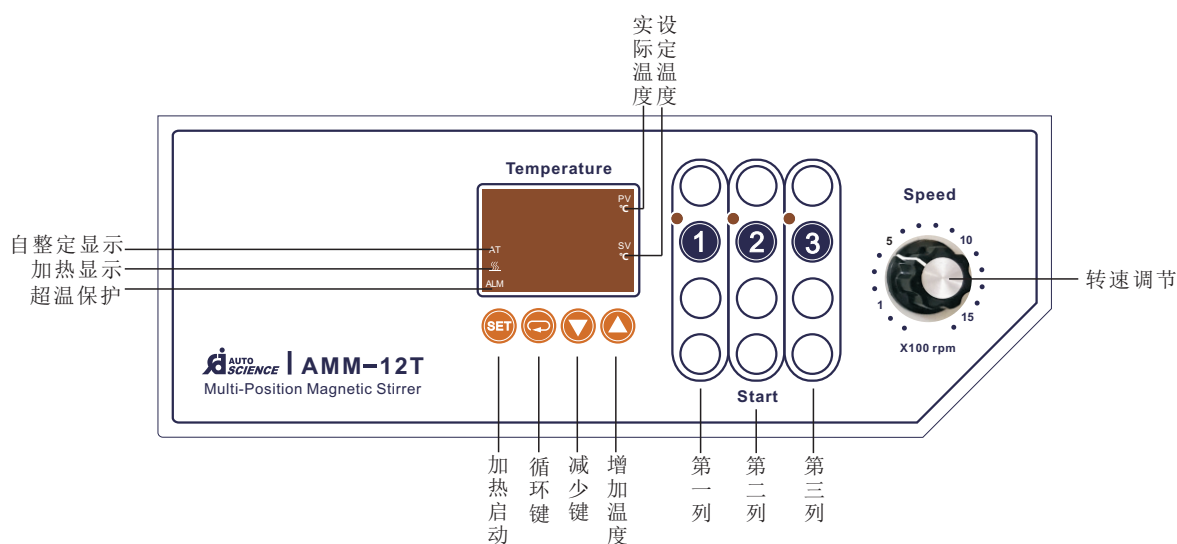 实际温度
设定温度
Temperature
PV
℃
SV
℃
AT
ALM
自整定显示
加热显示
超温保护
SET
1
2
3
Start
Speed
1
5
10
15
X100 rpm
转速调节
AUTO
SCIENCE
AMM-12T
Multi-Position Magnetic Stirrer
加热启动
循环键
减少键
增加温度
第一列
第二列
第三列